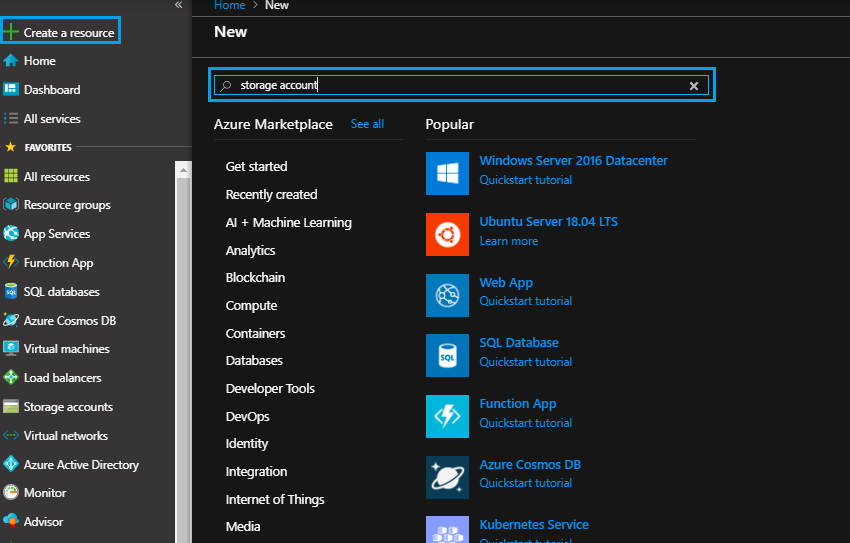 «
Create a resource
Home
Dashboard
All services
FAVORITES
All resources
Resource groups
App Services
Function App
SQL databases
Azure Cosmos DB
Virtual machines
Load balancers
Storage accounts
Virtual networks
Azure Active Directory
Monitor
Advisor
Home > New
New
storage account
Azure Marketplace See all
Get started
Recently created
AI + Machine Learning
Analytics
Blockchain
Compute
Containers
Databases
Developer Tools
DevOps
Identity
Integration
Internet of Things
Media
Popular
Windows Server 2016 Datacenter
Quickstart tutorial
Ubuntu Server 18.04 LTS
Learn more
Web App
Quickstart tutorial
SQL
SQL Database
Quickstart tutorial
Function App
Quickstart tutorial
Azure Cosmos DB
Quickstart tutorial
Kubernetes Service
Quickstart tutorial